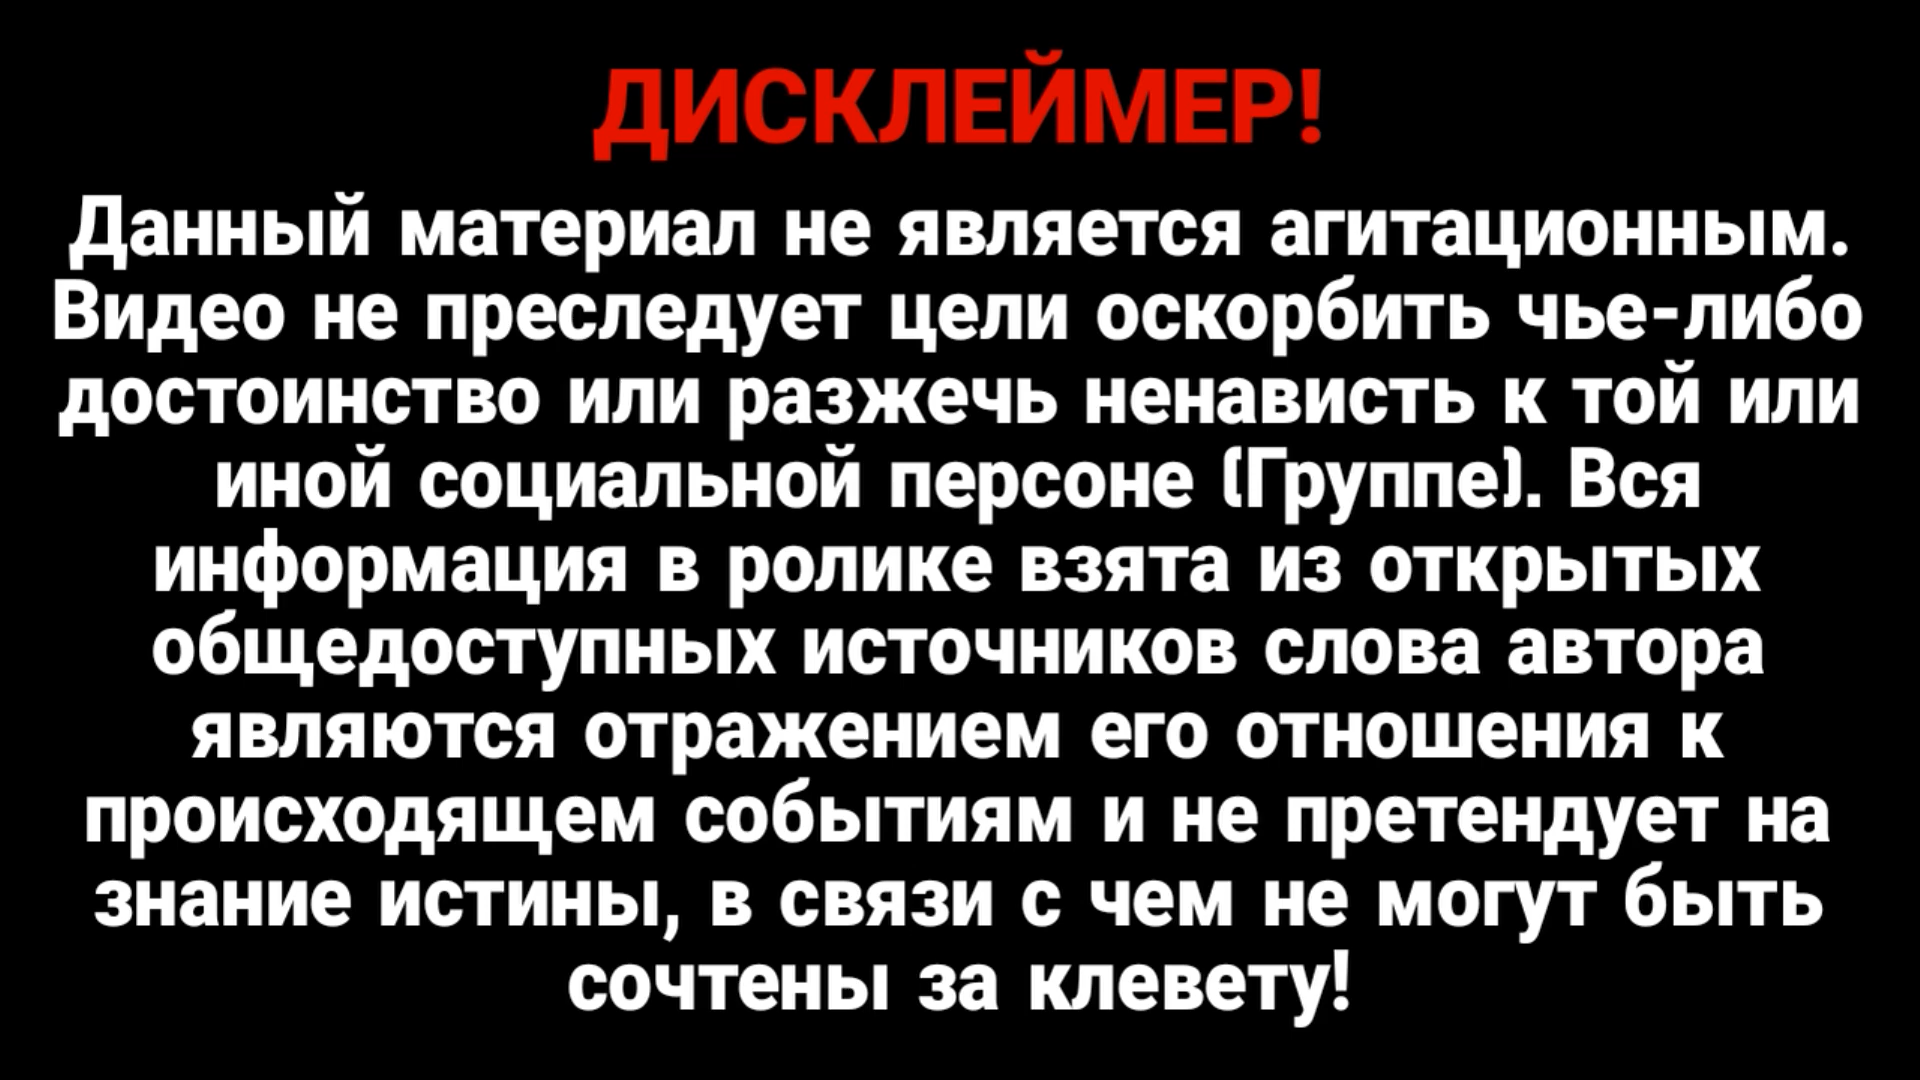 ДИСКЛЕЙМЕР!
Данный материал не является агитационным.
Видео не преследует цели оскорбить чье-либо
достоинство или разжечь ненависть к той или
иной социальной персоне (Группе). Вся
информация в ролике взята из открытых
общедоступных источников слова автора
являются отражением его отношения к
происходящем событиям и не претендует на
знание истины, в связи с чем не могут быть
сочтены за клевету!